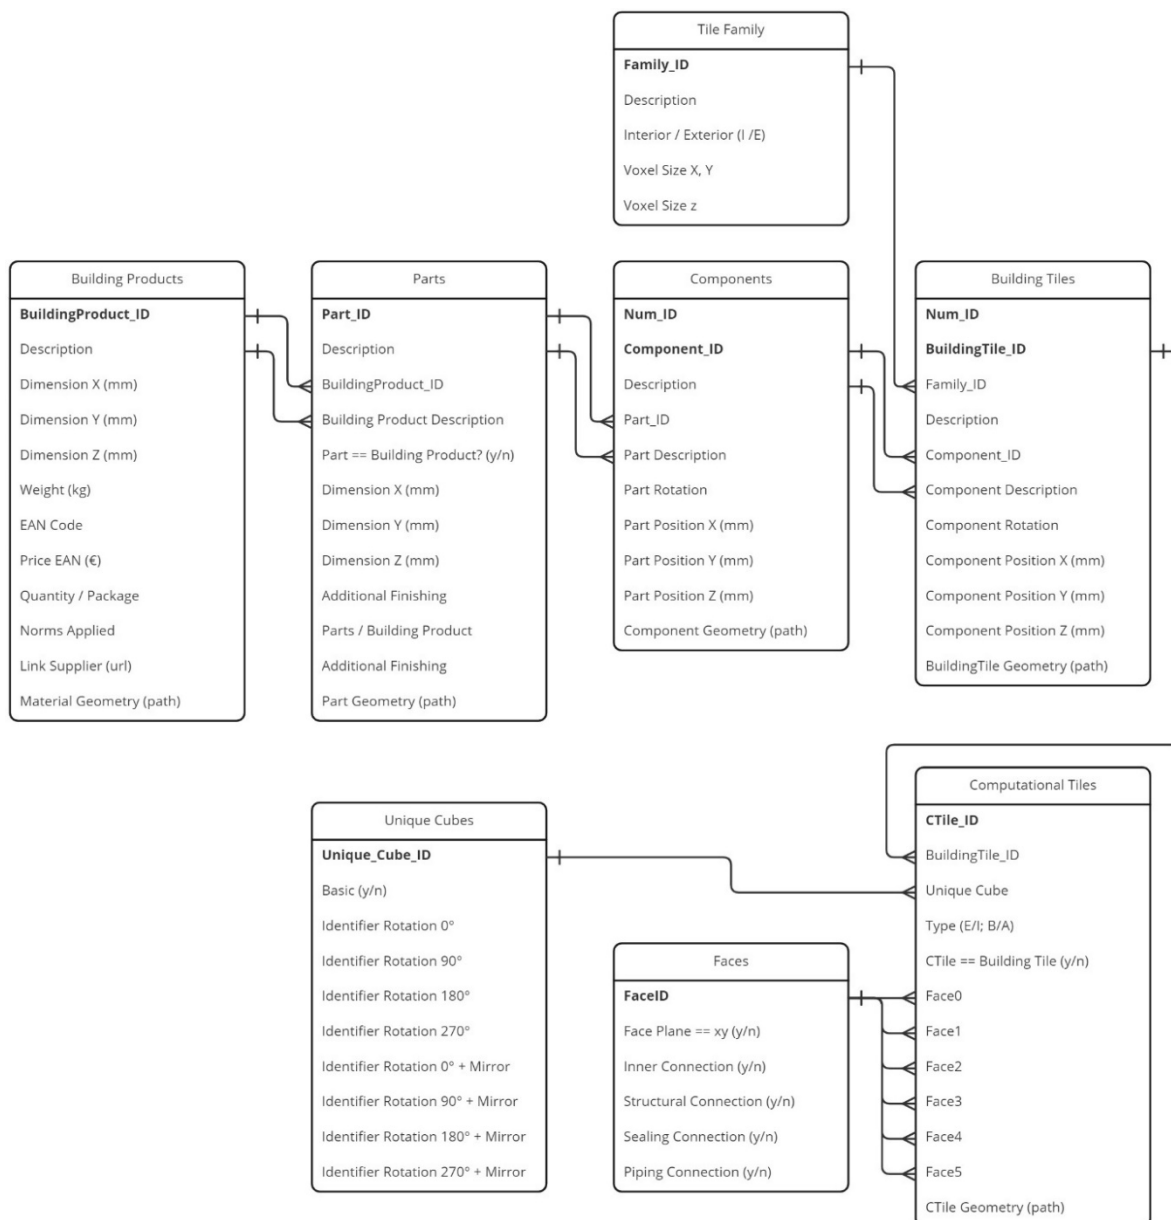 Tile Family
Family_ID
Description
Interior / Exterior (I /E)
Voxel Size X, Y
Voxel Size z
Building Products
BuildingProduct_ID
Description
Dimension X (mm)
Dimension Y (mm)
Dimension Z (mm)
Weight (kg)
EAN Code
Price EAN (€)
Quantity / Package
Norms Applied
Link Supplier (url)
Material Geometry (path)
Parts
Part_ID
Description
BuildingProduct_ID
Building Product Description
Part == Building Product? (y/n)
Dimension X (mm)
Dimension Y (mm)
Dimension Z (mm)
Additional Finishing
Parts / Building Product
Additional Finishing
Part Geometry (path)
Components
Num_ID
Component_ID
Description
Part_ID
Part Description
Part Rotation
Part Position X (mm)
Part Position Y (mm)
Part Position Z (mm)
Component Geometry (path)
Building Tiles
Num_ID
BuildingTile_ID
Family_ID
Description
Component_ID
Component Description
Component Rotation
Component Position X (mm)
Component Position Y (mm)
Component Position Z (mm)
BuildingTile Geometry (path)
Unique Cubes
Unique_Cube_ID
Basic (y/n)
Identifier Rotation 0°
Identifier Rotation 90°
Identifier Rotation 180°
Identifier Rotation 270°
Identifier Rotation 0° + Mirror
Identifier Rotation 90° + Mirror
Identifier Rotation 180° + Mirror
Identifier Rotation 270° + Mirror
Faces
FaceID
Face Plane == xy (y/n)
Inner Connection (y/n)
Structural Connection (y/n)
Sealing Connection (y/n)
Piping Connection (y/n)
Computational Tiles
CTile_ID
BuildingTile_ID
Unique Cube
Type (E/I; B/A)
CTile == Building Tile (y/n)
Face0
Face1
Face2
Face3
Face4
Face5
CTile Geometry (path)